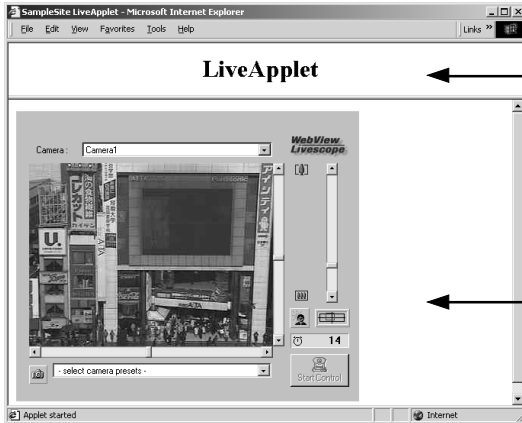 SampleSite LiveApplet - Microsoft Internet Explorer
File Edit View Favorites Tools Help
Links »
LiveApplet
WebView
Livescope
Camera : Camera1
U.
ALTA
14
- select camera presets -
Start Control
Applet started
Internet